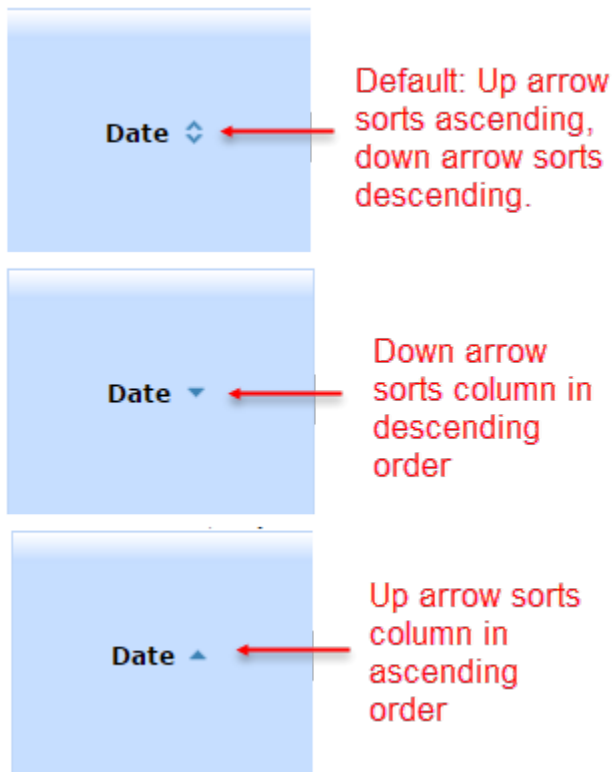 Date
Default: Up arrow
sorts ascending,
down arrow sorts
descending.
Date
Down arrow
sorts column in
descending
order
Date
Up arrow sorts
column in
ascending
order